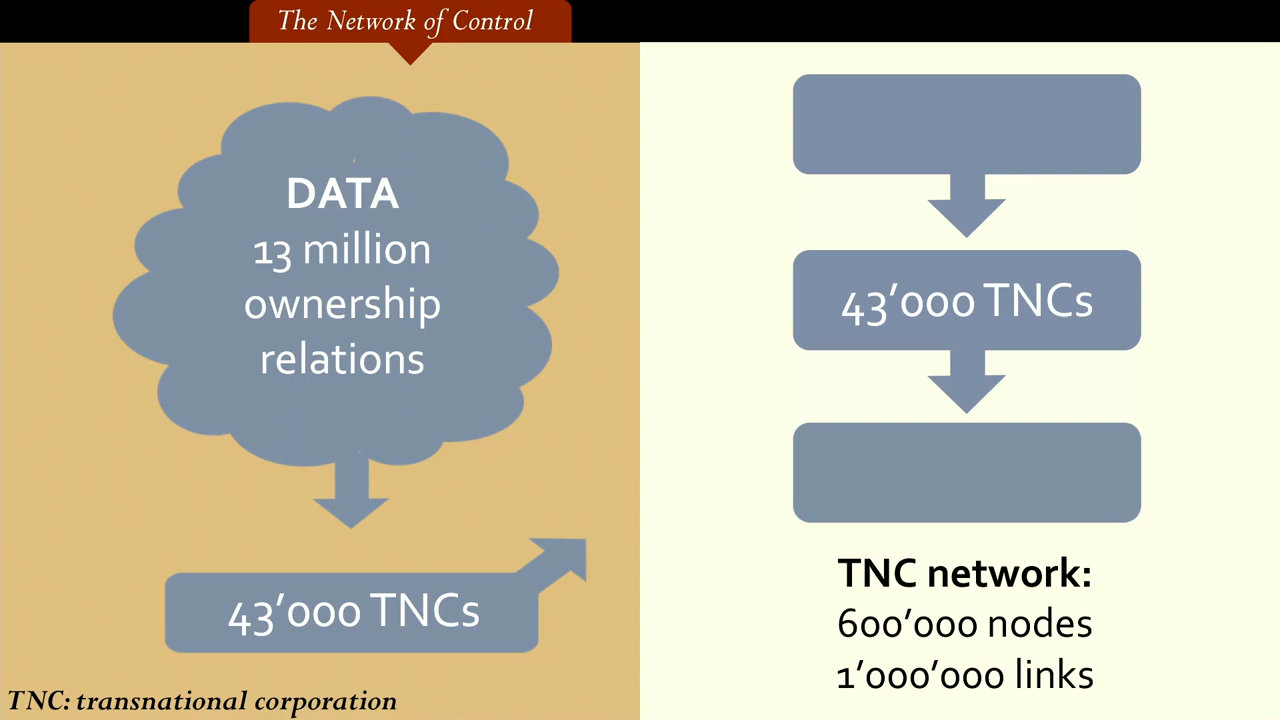 The Network of Control
DATA
13 million
ownership
relations
43’000 TNCs
TNC: transnational corporation
43’000 TNCs
TNC network:
600’000 nodes
1’000’000 links